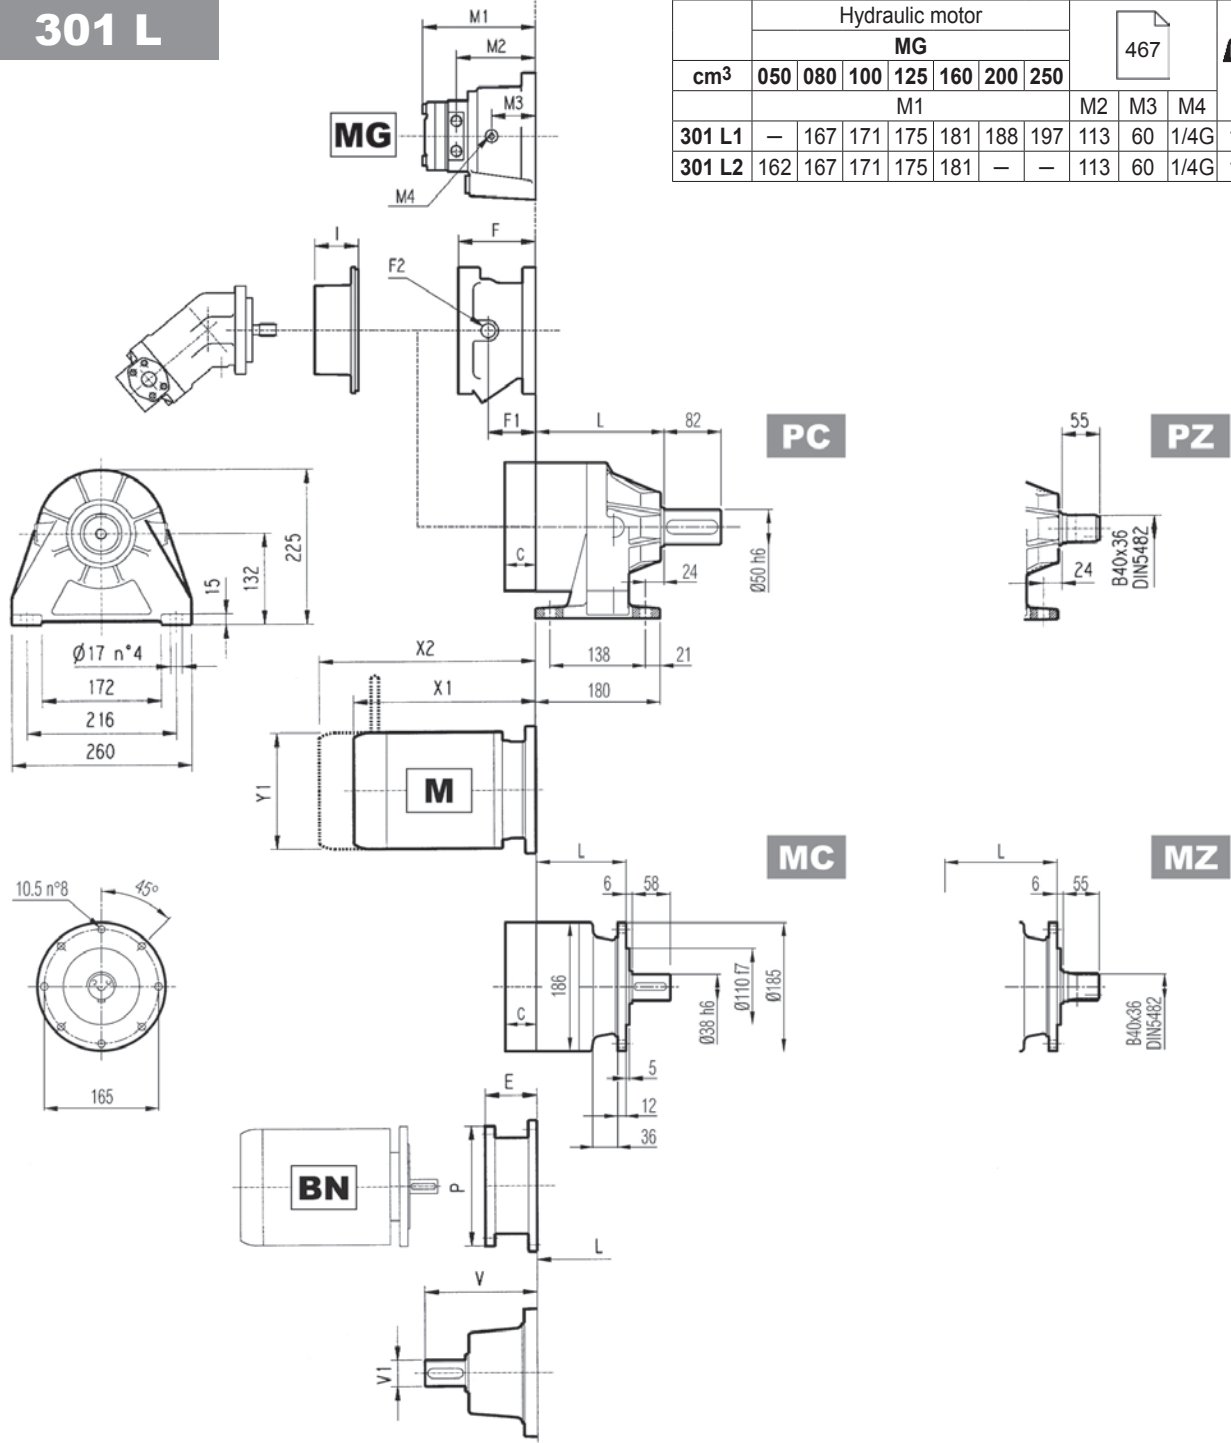 301 L
Hydraulic motor
MG
467
cm3 050 080 100 125 160 200 250
M1 M2 M3 M4
301 L1 – 167 171 175 181 188 197 113 60 1/4G
301 L2 162 167 171 175 181 – – 113 60 1/4G
M1
M2
M3
MG
M4
I
F
F2
F1
L
82
PC
55
PZ
C
24
Ø50 h6
24
B40x36
DIN5482
225
132
15
Ø17 n°4
172
216
260
138
21
180
X2
X1
Y1
M
L
MC
L
MZ
6
58
6
55
10.5 n°8
45°
165
186
C
Ø38 h6
Ø110 f7
Ø185
B40x36
DIN5482
5
12
36
E
BN
P
L
V
V1